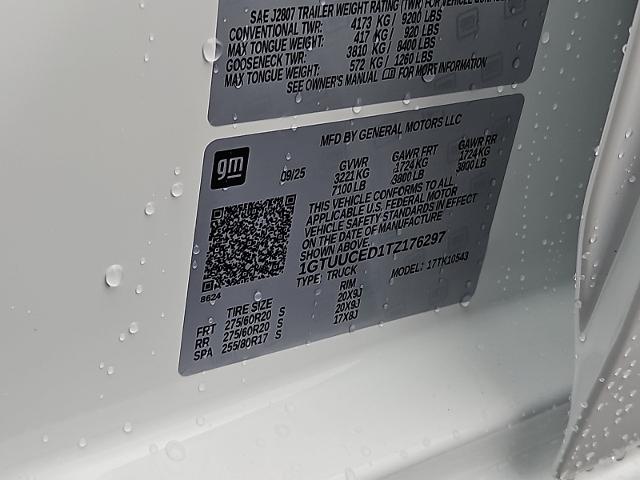 SAE J2807 TRAILER WEIGHT RATING (TWR) FOR VEHICLE
CONVENTIONAL TWR: 4173 KG / 9200 LBS
MAX TONGUE WEIGHT: 417 KG / 920 LBS
GOOSENECK TWR: 3810 KG / 8400 LBS
MAX TONGUE WEIGHT: 572 KG / 1260 LBS
SEE OWNER'S MANUAL FOR MORE INFORMATION
MFD BY GENERAL MOTORS LLC
gm
09/25
GVWR GAWR FRT GAWR RR
3221 KG 1724 KG 1724 KG
7100 LB 3800 LB 3800 LB
THIS VEHICLE CONFORMS TO ALL
APPLICABLE U.S. FEDERAL MOTOR
VEHICLE SAFETY STANDARDS IN EFFECT
ON THE DATE OF MANUFACTURE
SHOWN ABOVE.
1GTUUCED1TZ176297
TYPE: TRUCK MODEL: 17TK10543
8624
TIRE SIZE RIM
FRT 275/60R20 S 20X9J
RR 275/60R20 S 20X9J
SPA 255/80R17 S 17X8J